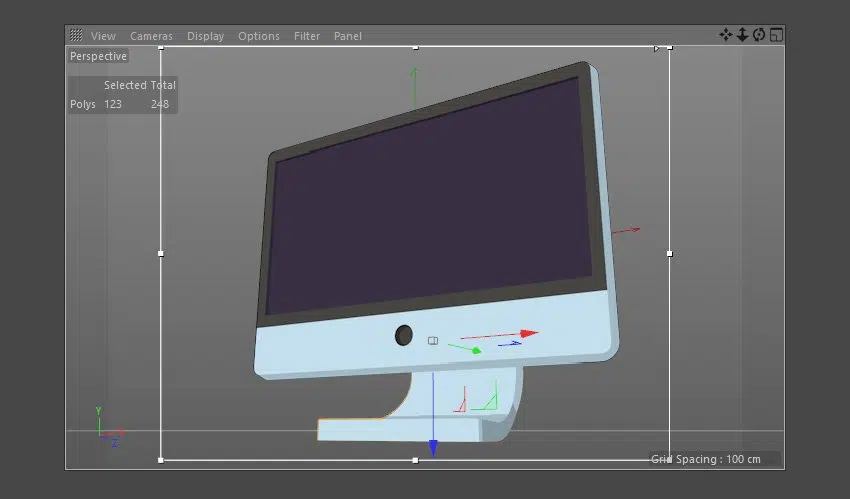 View Cameras Display Options Filter Panel
Perspective
Selected Total
Polys 123 248
Y
Z
Grid Spacing : 100 cm